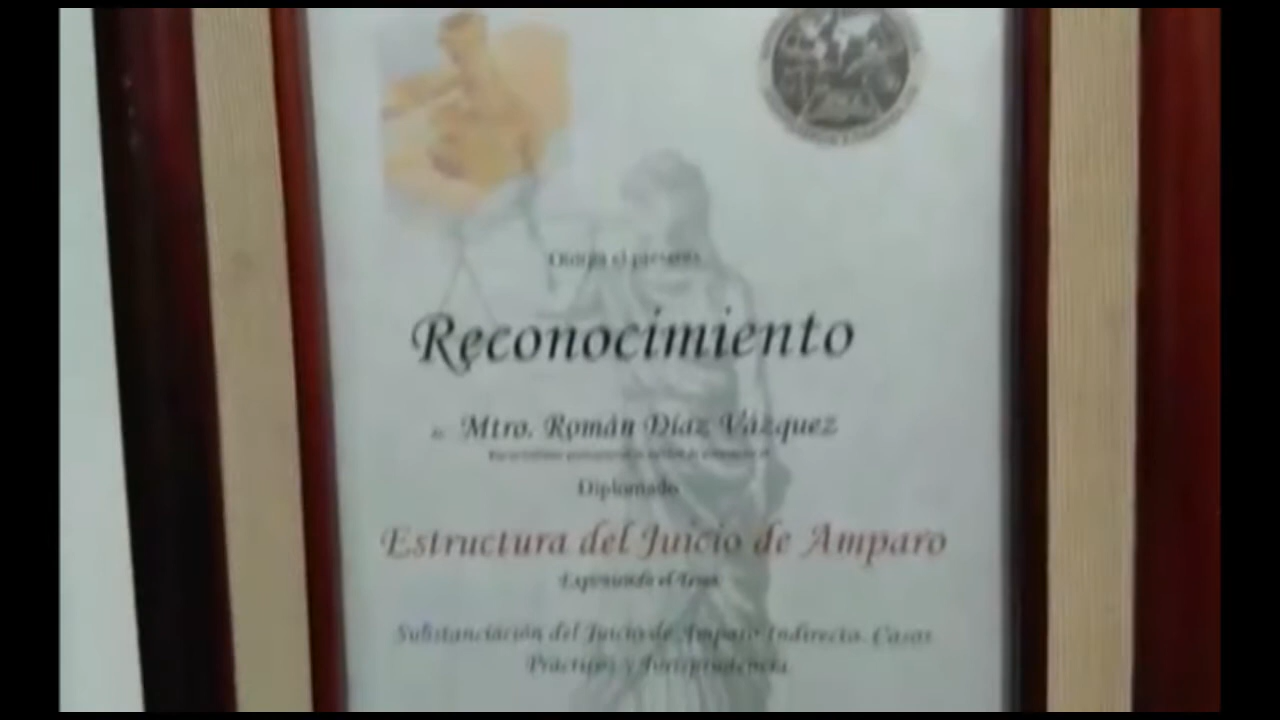 Otorga el presente
Reconocimiento
Mtro. Román Díaz Vázquez
Diplomado
Estructura del Juicio de Amparo
Exponiendo el Tema
Substanciación del Juicio de Amparo Indirecto. Casos
Prácticos y Jurisprudencia